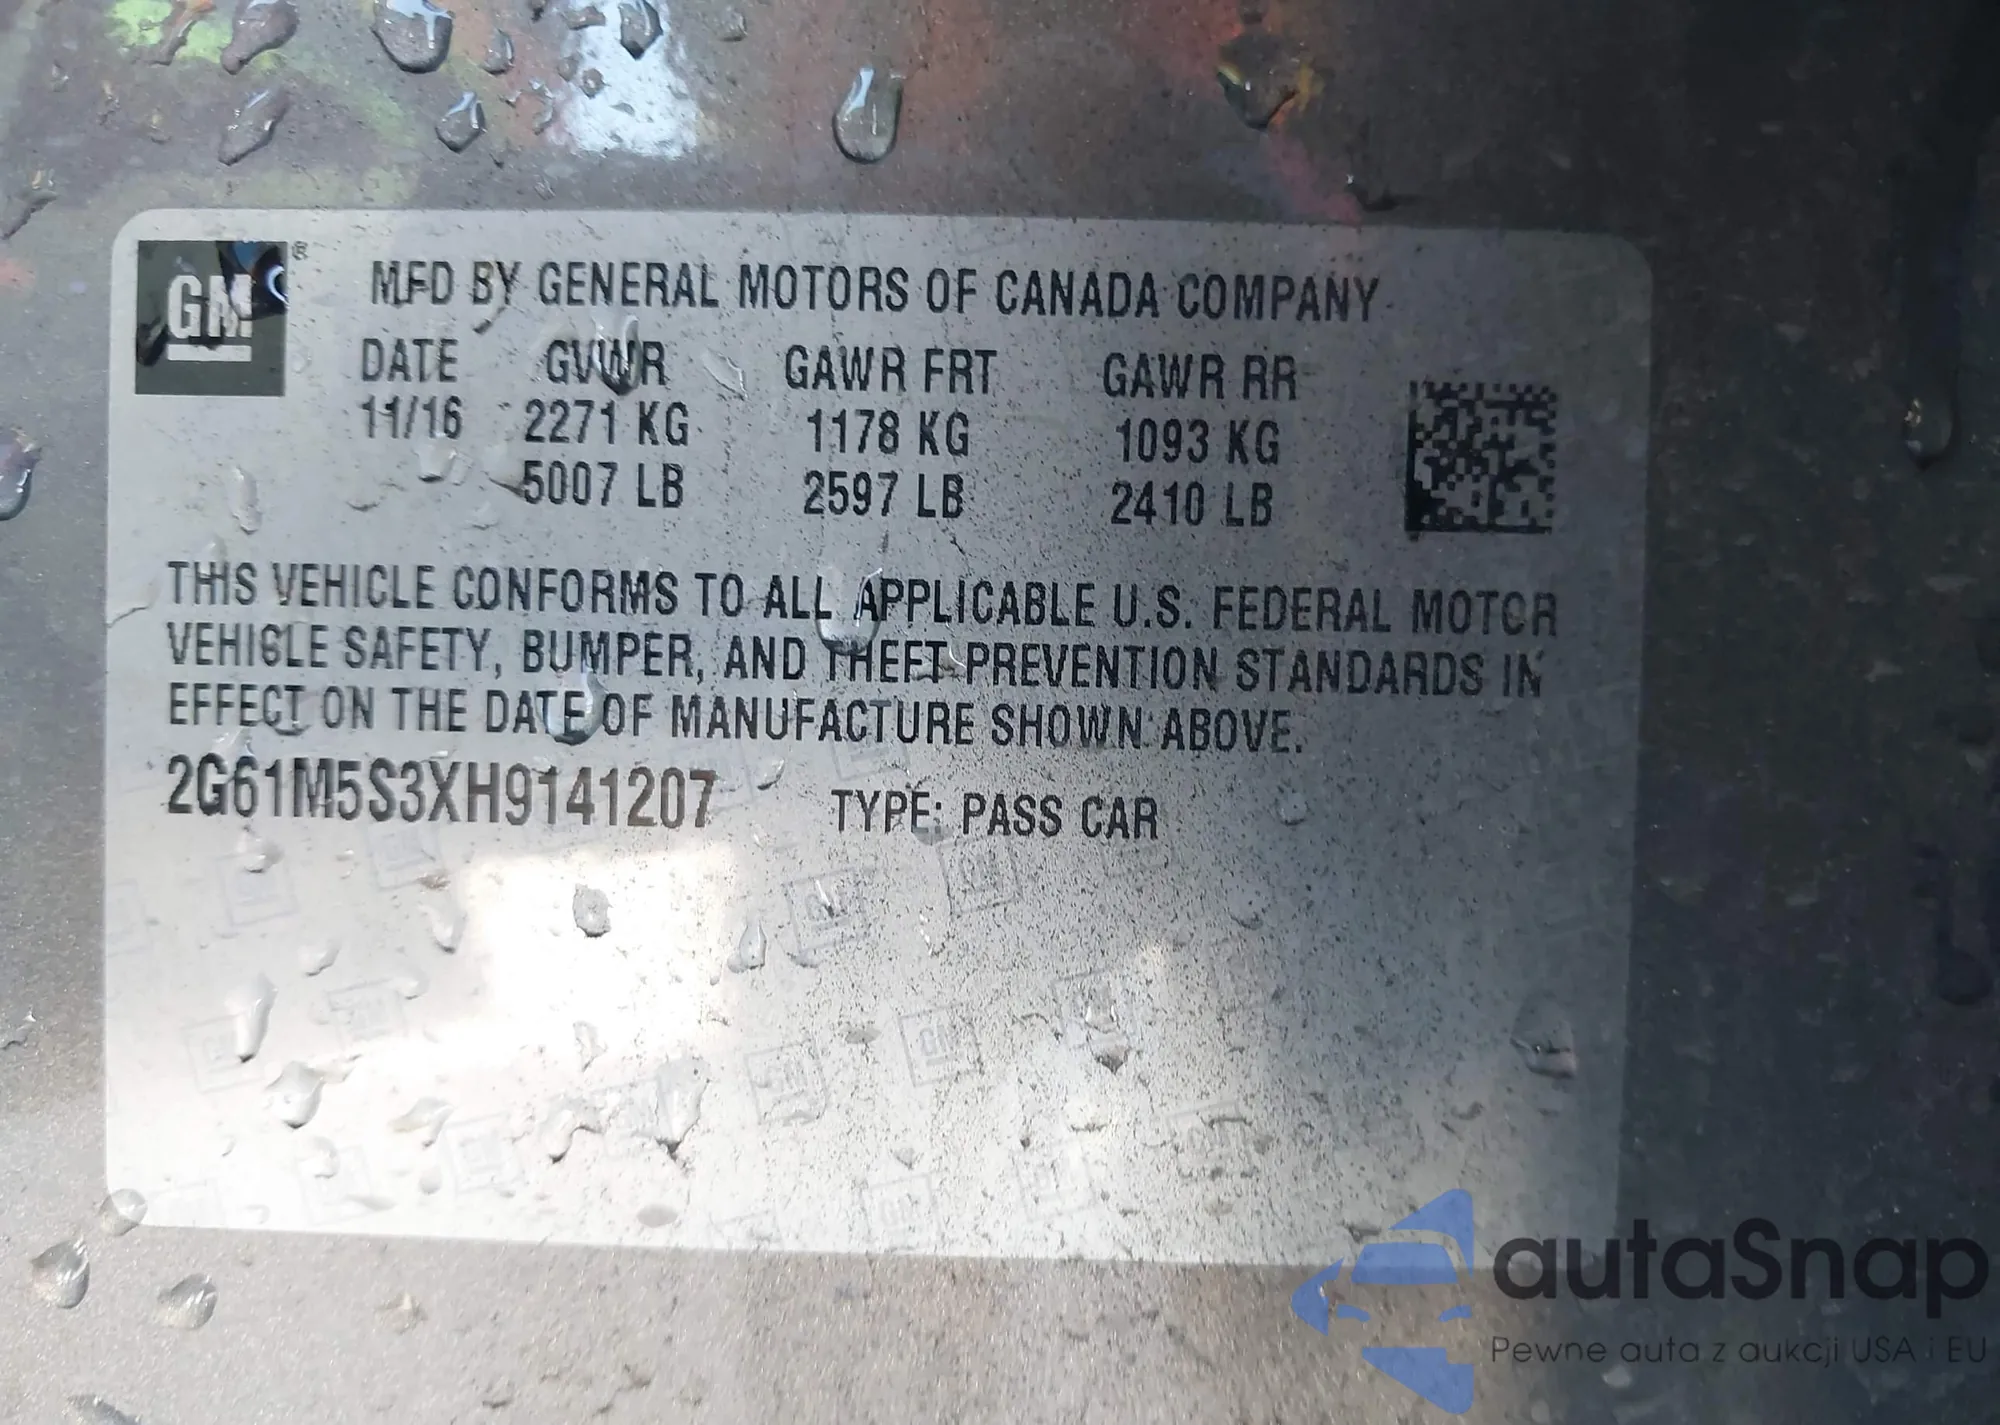 GM ®
MFD BY GENERAL MOTORS OF CANADA COMPANY
DATE GVWR GAWR FRT GAWR RR
11/16 2271 KG 1178 KG 1093 KG
5007 LB 2597 LB 2410 LB
THIS VEHICLE CONFORMS TO ALL APPLICABLE U.S. FEDERAL MOTOR
VEHICLE SAFETY, BUMPER, AND THEFT PREVENTION STANDARDS IN
EFFECT ON THE DATE OF MANUFACTURE SHOWN ABOVE.
2G61M5S3XH9141207 TYPE: PASS CAR
autaSnap
Pewne auta z aukcji USA i EU